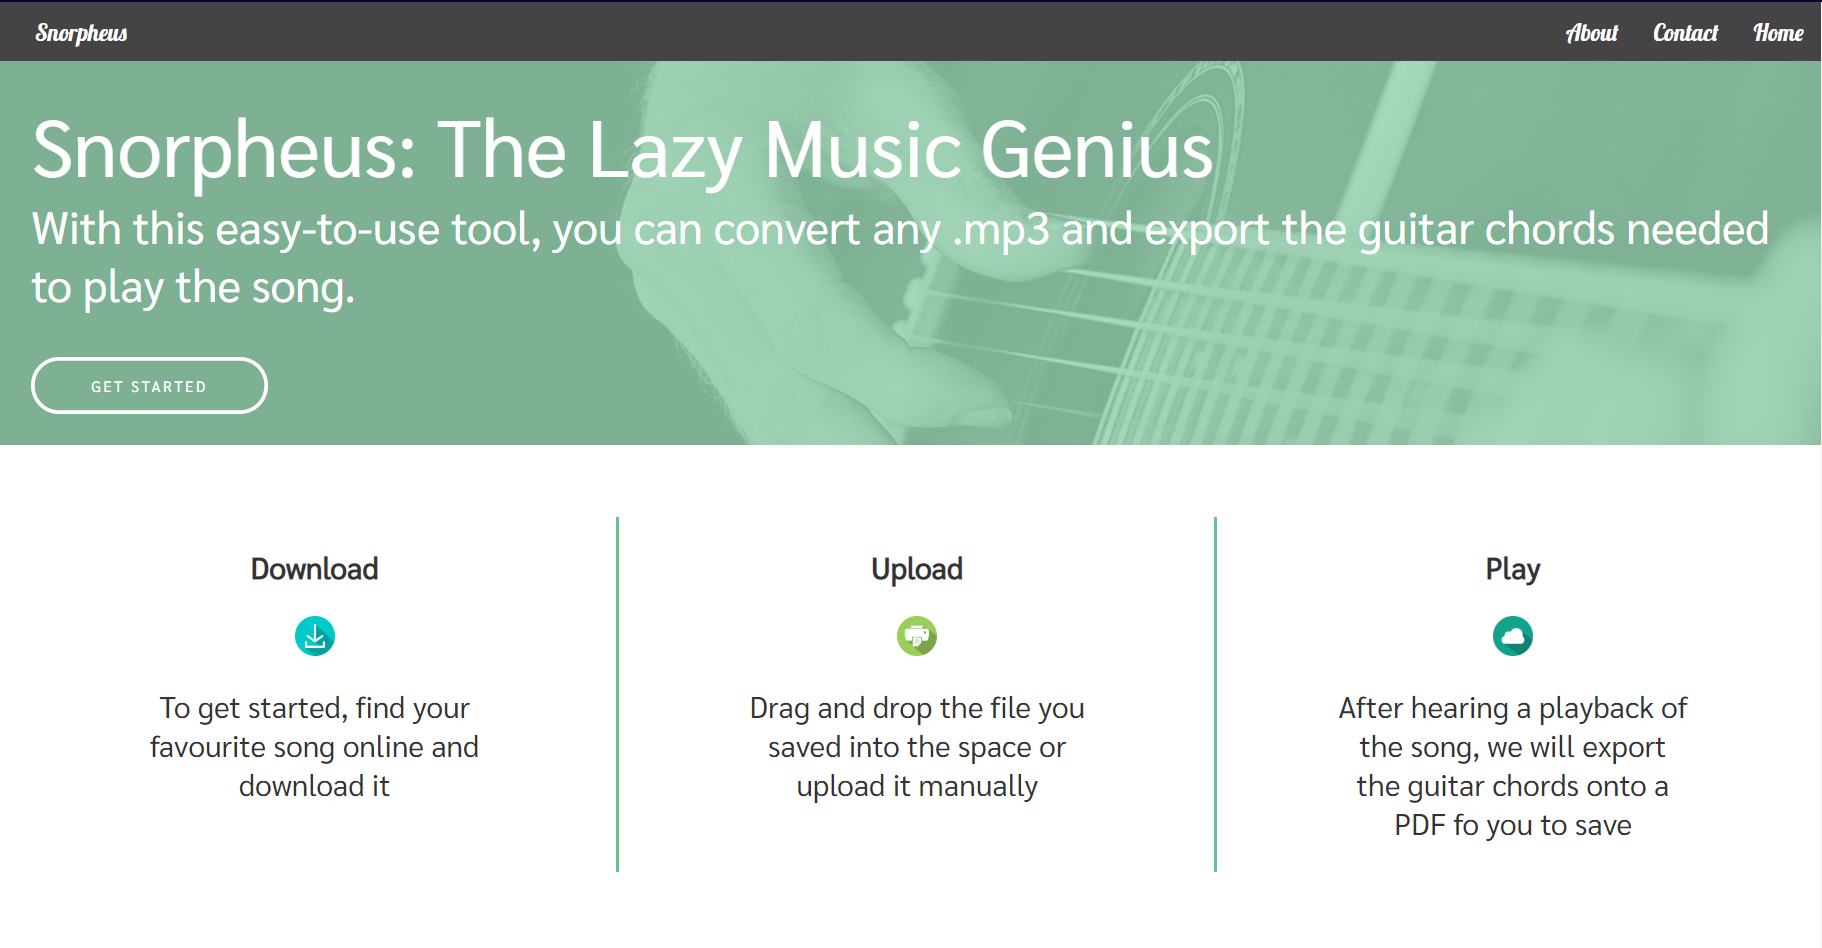 Snorpheus
About Contact Home
Snorpheus: The Lazy Music Genius
With this easy-to-use tool, you can convert any .mp3 and export the guitar chords needed
to play the song.
GET STARTED
Download
To get started, find your
favourite song online and
download it
Upload
Drag and drop the file you
saved into the space or
upload it manually
Play
After hearing a playback of
the song, we will export
the guitar chords onto a
PDF fo you to save